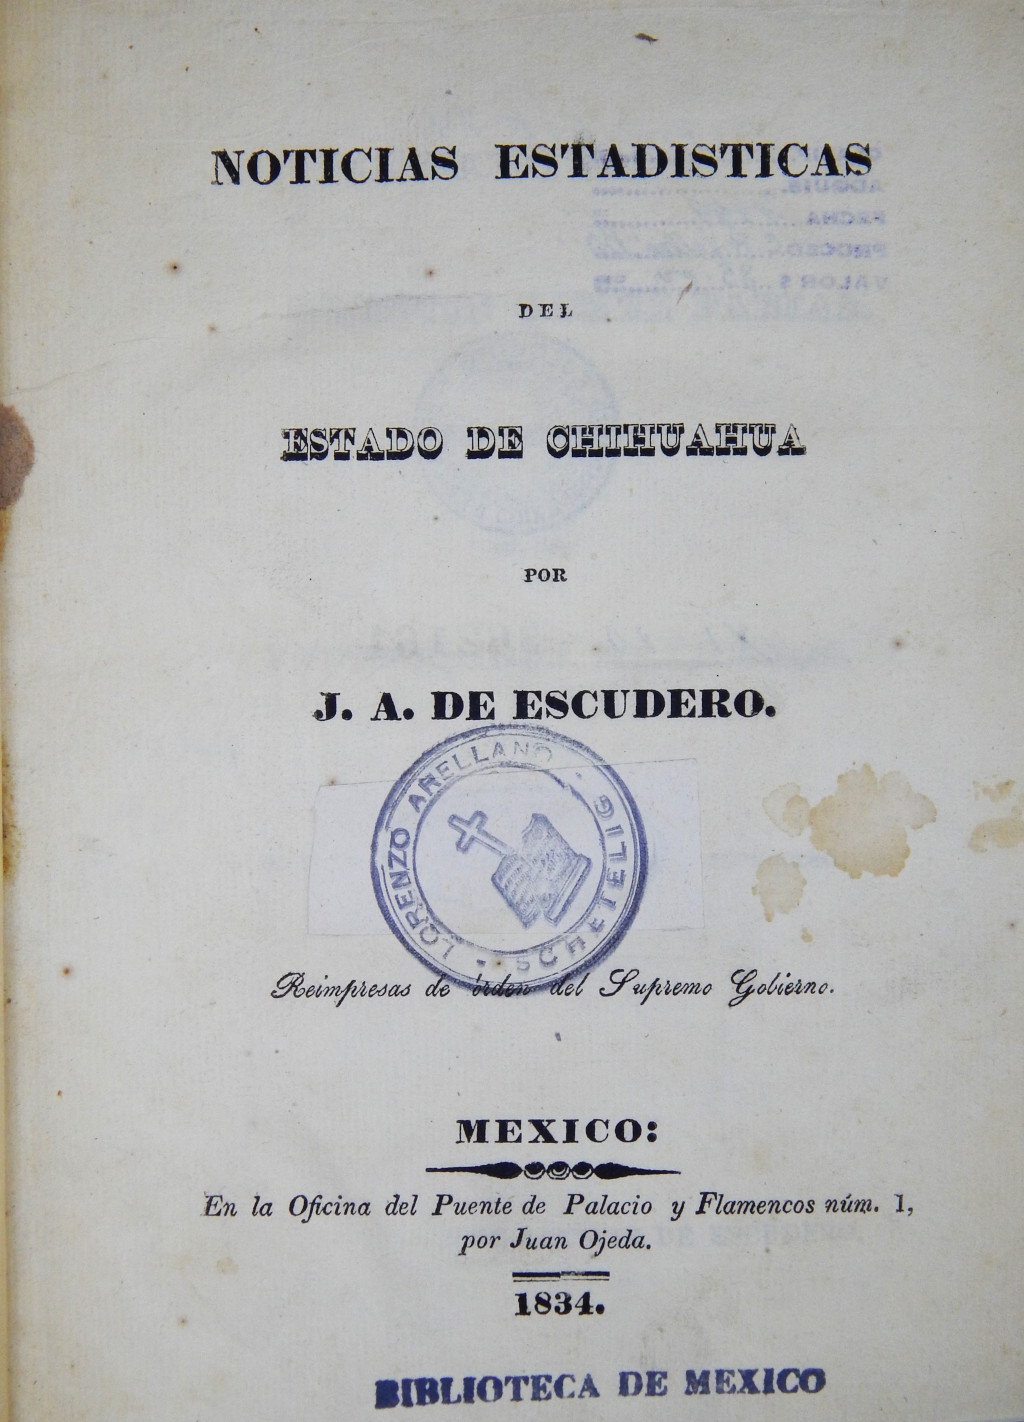 NOTICIAS ESTADISTICAS
DEL
ESTADO DE CHIHUAHUA
POR
J. A. DE ESCUDERO.
LORENZO ARELLANO · SCHETELIG ·
Reimpresas de órden del Supremo Gobierno.
MEXICO:
En la Oficina del Puente de Palacio y Flamencos núm. 1,
por Juan Ojeda.
1834.
BIBLIOTECA DE MEXICO